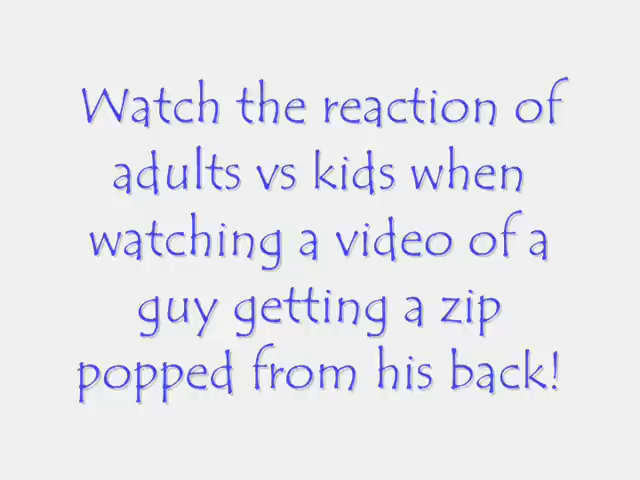 Watch the reaction of
adults vs kids when
watching a video of a
guy getting a zip
popped from his back!